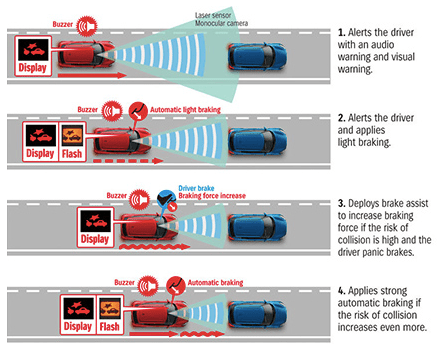 Laser sensor
Monocular camera
Buzzer
Display
1. Alerts the driver
with an audio
warning and visual
warning.
Buzzer
Automatic light braking
Display
Flash
2. Alerts the driver
and applies
light braking.
Buzzer
Driver brake
Braking force increase
Display
3. Deploys brake assist
to increase braking
force if the risk of
collision is high and the
driver panic brakes.
Buzzer
Automatic braking
Display
Flash
4. Applies strong
automatic braking if
the risk of collision
increases even more.